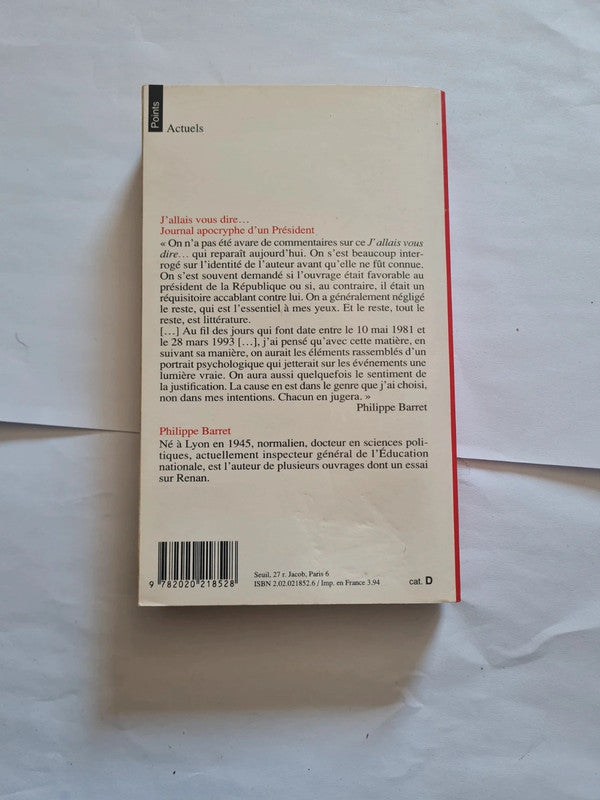 Points
Actuels
J'allais vous dire…
Journal apocryphe d'un Président
« On n'a pas été avare de commentaires sur ce J'allais vous
dire… qui reparaît aujourd'hui. On s'est beaucoup inter-
rogé sur l'identité de l'auteur avant qu'elle ne fût connue.
On s'est souvent demandé si l'ouvrage était favorable au
président de la République ou si, au contraire, il était un
réquisitoire accablant contre lui. On a généralement négligé
le reste, qui est l'essentiel à mes yeux. Et le reste, tout le
reste, est littérature.
[…] Au fil des jours qui font date entre le 10 mai 1981 et
le 28 mars 1993 […], j'ai pensé qu'avec cette matière, en
suivant sa manière, on aurait les éléments rassemblés d'un
portrait psychologique qui jetterait sur les événements une
lumière vraie. On aura aussi quelquefois le sentiment de
la justification. La cause en est dans le genre que j'ai choisi,
non dans mes intentions. Chacun en jugera. »
Philippe Barret
Philippe Barret
Né à Lyon en 1945, normalien, docteur en sciences poli-
tiques, actuellement inspecteur général de l'Éducation
nationale, est l'auteur de plusieurs ouvrages dont un essai
sur Renan.
9 782020 218528
Seuil, 27 r. Jacob, Paris 6
ISBN 2.02.021852.6 / Imp. en France 3.94
cat. D